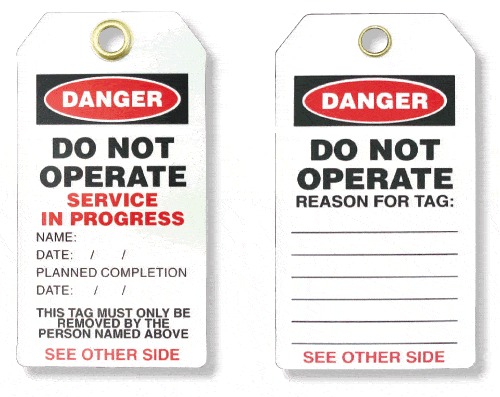 DANGER
DO NOT
OPERATE
SERVICE
IN PROGRESS
NAME:
DATE: / /
PLANNED COMPLETION
DATE: / /
THIS TAG MUST ONLY BE
REMOVED BY THE
PERSON NAMED ABOVE
SEE OTHER SIDE
DANGER
DO NOT
OPERATE
REASON FOR TAG:
SEE OTHER SIDE